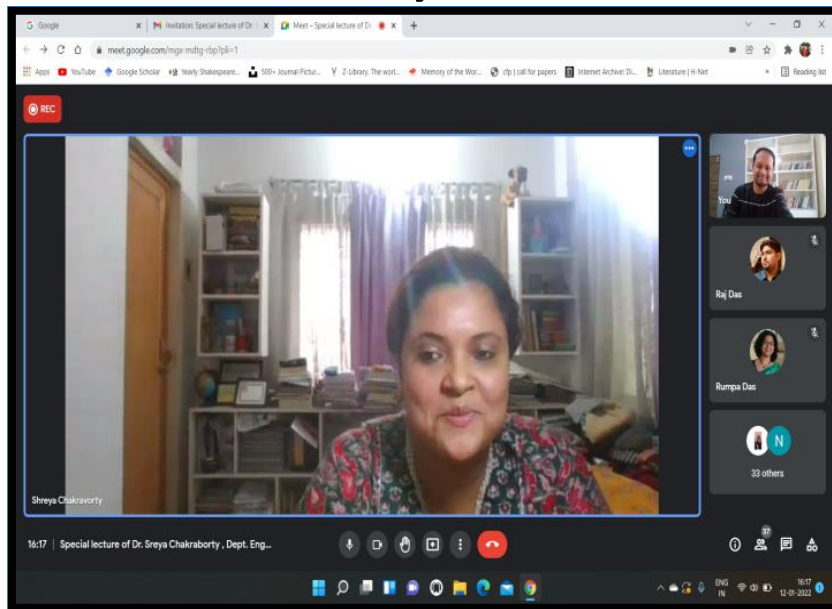 Google
Invitation: Special lecture of Dr. S
Meet - Special lecture of Dr.
meet.google.com/mgx-mdtg-rbp?pli=1
Apps YouTube Google Scholar Yearly Shakespeare... 500+ Journal Pictur... Z-Library. The worl... Memory of the Wor... cfp | call for papers Internet Archive: Di... Literature | H-Net Reading list
REC
You
Raj Das
Rumpa Das
N
33 others
Shreya Chakravorty
16:17 | Special lecture of Dr. Sreya Chakraborty , Dept. Eng...
37
ENG
IN
16:17
12-01-2022